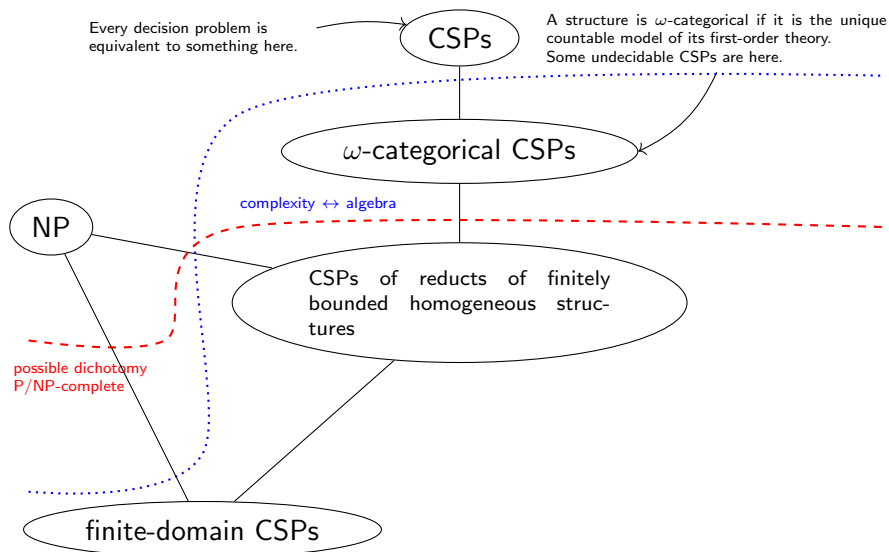 Every decision problem is
equivalent to something here.
CSPs
A structure is ω-categorical if it is the unique
countable model of its first-order theory.
Some undecidable CSPs are here.
ω-categorical CSPs
complexity ↔ algebra
NP
CSPs of reducts of finitely
bounded homogeneous struc-
tures
possible dichotomy
P/NP-complete
finite-domain CSPs